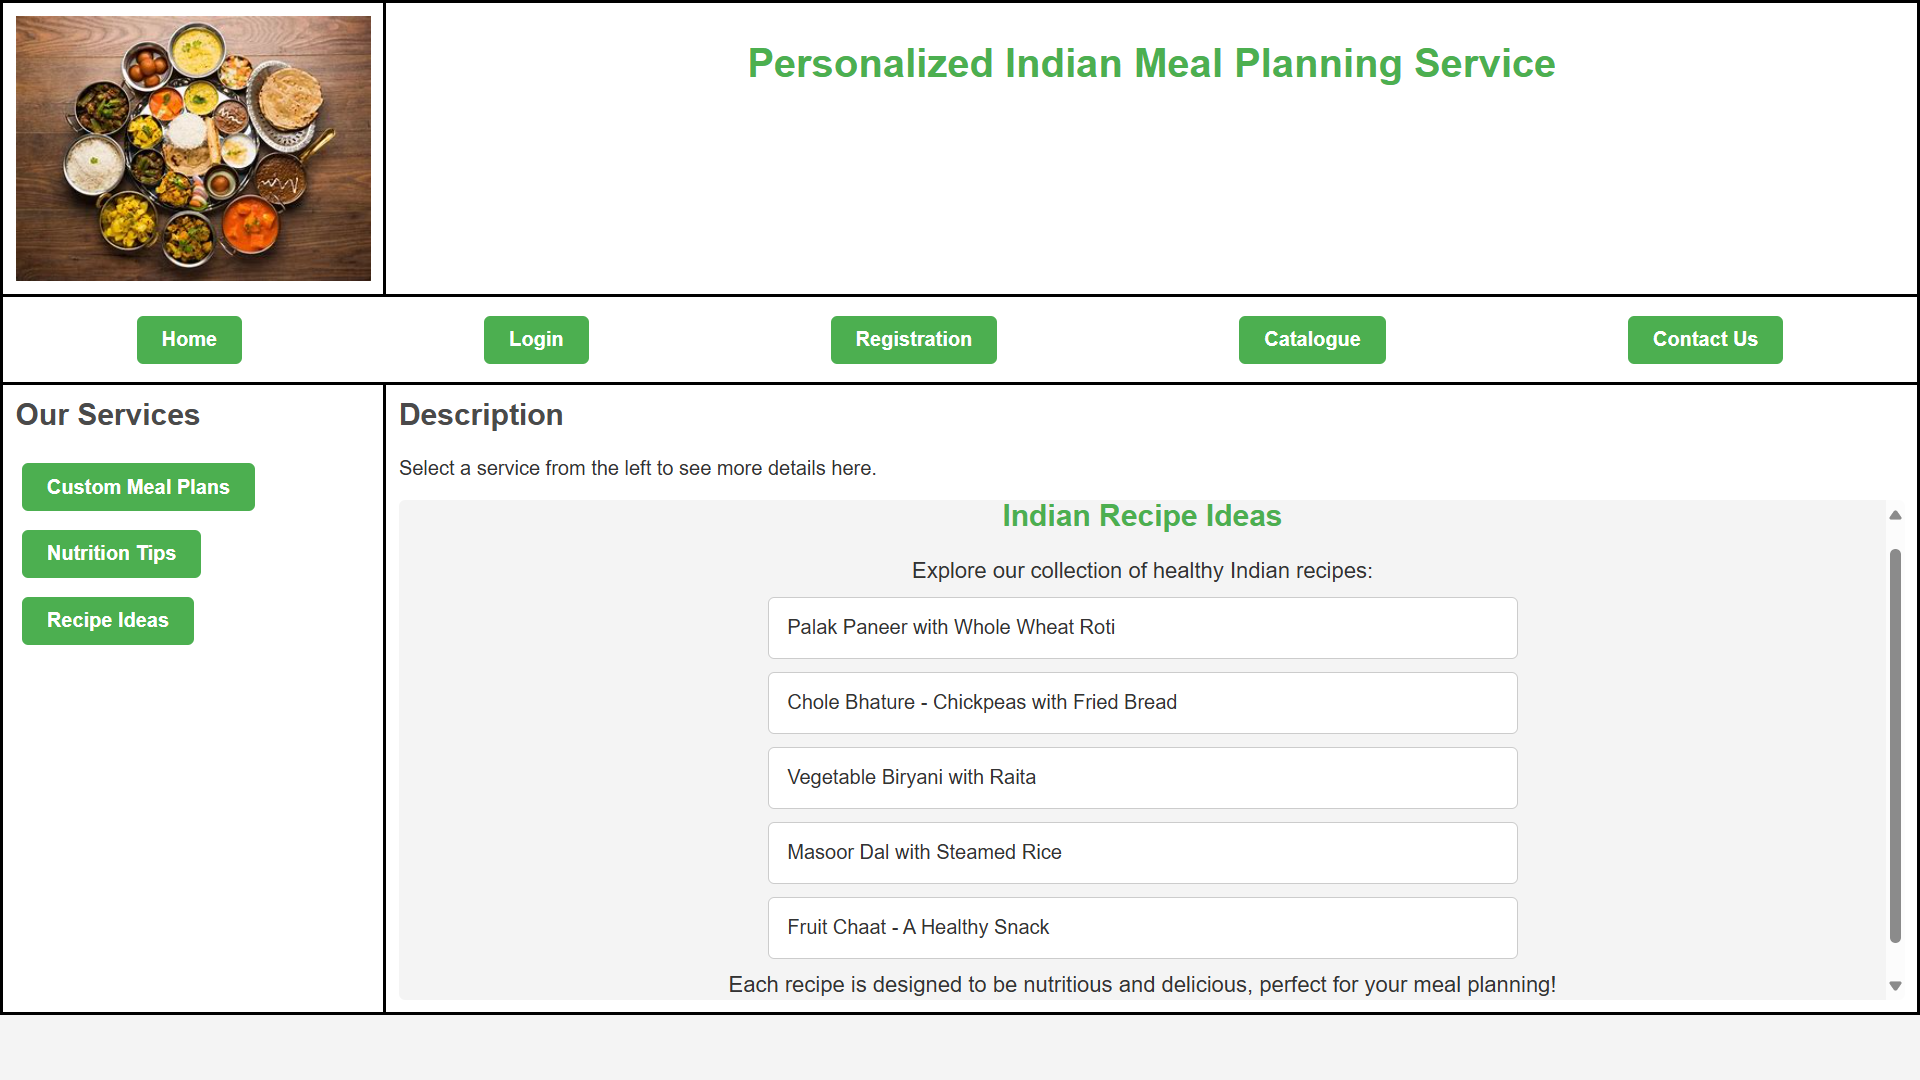 Personalized Indian Meal Planning Service
Home
Login
Registration
Catalogue
Contact Us
Our Services
Custom Meal Plans
Nutrition Tips
Recipe Ideas
Description
Select a service from the left to see more details here.
Indian Recipe Ideas
Explore our collection of healthy Indian recipes:
Palak Paneer with Whole Wheat Roti
Chole Bhature - Chickpeas with Fried Bread
Vegetable Biryani with Raita
Masoor Dal with Steamed Rice
Fruit Chaat - A Healthy Snack
Each recipe is designed to be nutritious and delicious, perfect for your meal planning!